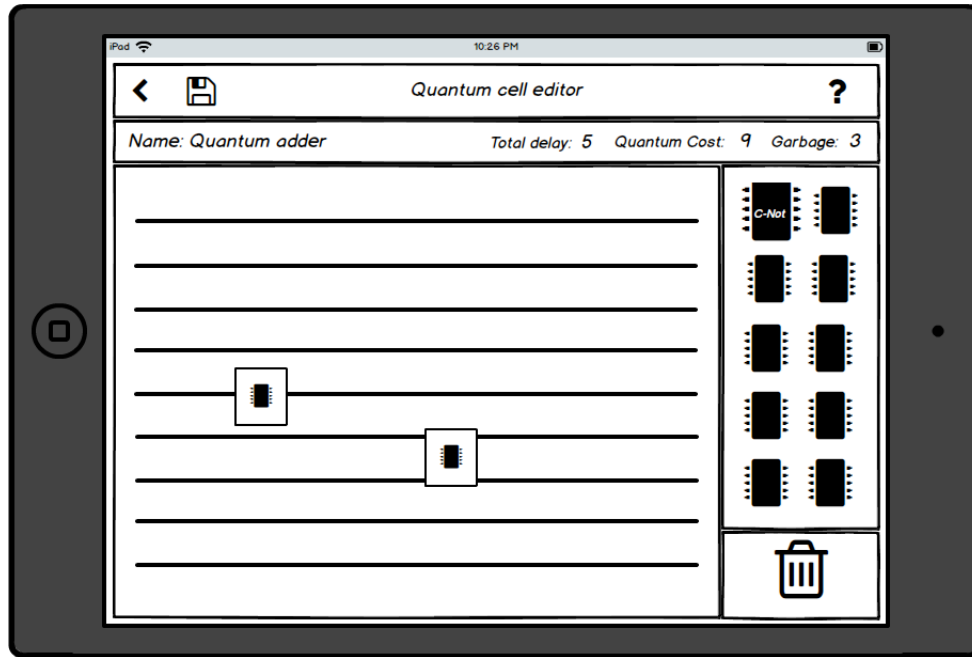 iPad 10:26 PM
Quantum cell editor ?
Name: Quantum adder Total delay: 5 Quantum Cost: 9 Garbage: 3
C-Not